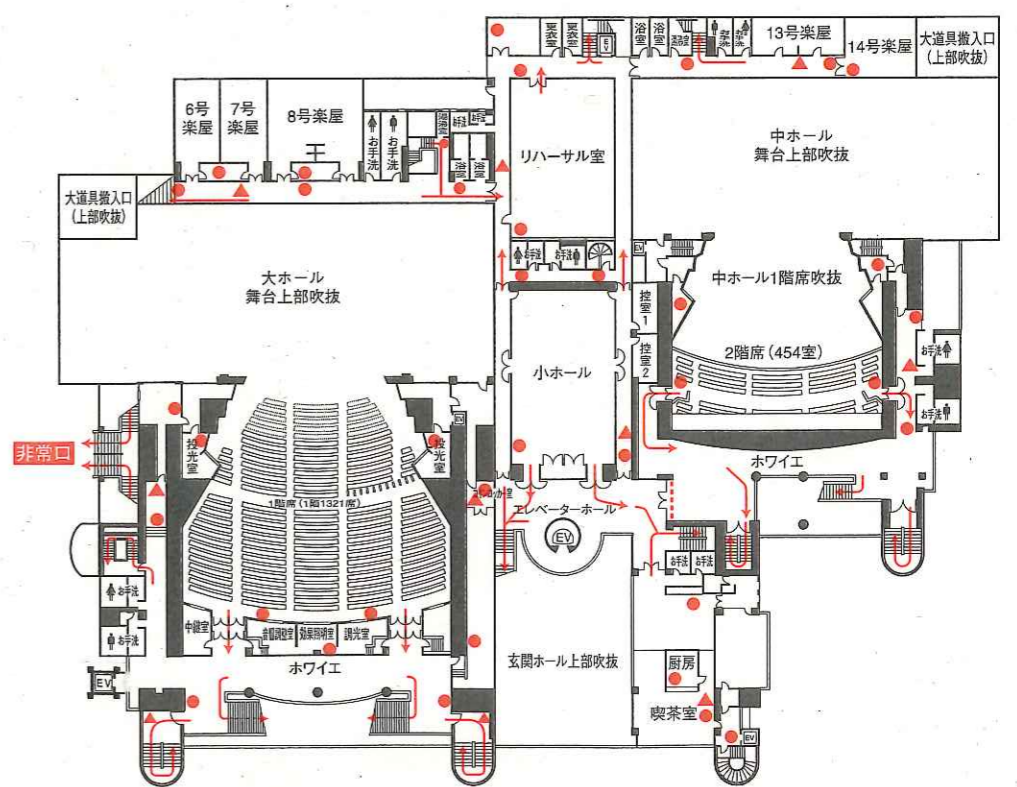 更衣室
更衣室
EV
浴室
浴室
お手洗
お手洗
13号楽屋
14号楽屋
大道具搬入口
(上部吹抜)
6号
楽屋
7号
楽屋
8号楽屋
お手洗
お手洗
浴室
浴室
リハーサル室
中ホール
舞台上部吹抜
大道具搬入口
(上部吹抜)
お手洗
お手洗
EV
大ホール
舞台上部吹抜
控室1
控室2
中ホール1階席吹抜
2階席(454室)
お手洗
お手洗
小ホール
非常口
投光室
投光室
EV
1階席(1階1321席)
エレベーターホール
EV
ホワイエ
お手洗
お手洗
お手洗
お手洗
中継室
音響調整室
効果照明室
調光室
ホワイエ
EV
玄関ホール上部吹抜
厨房
喫茶室
EV